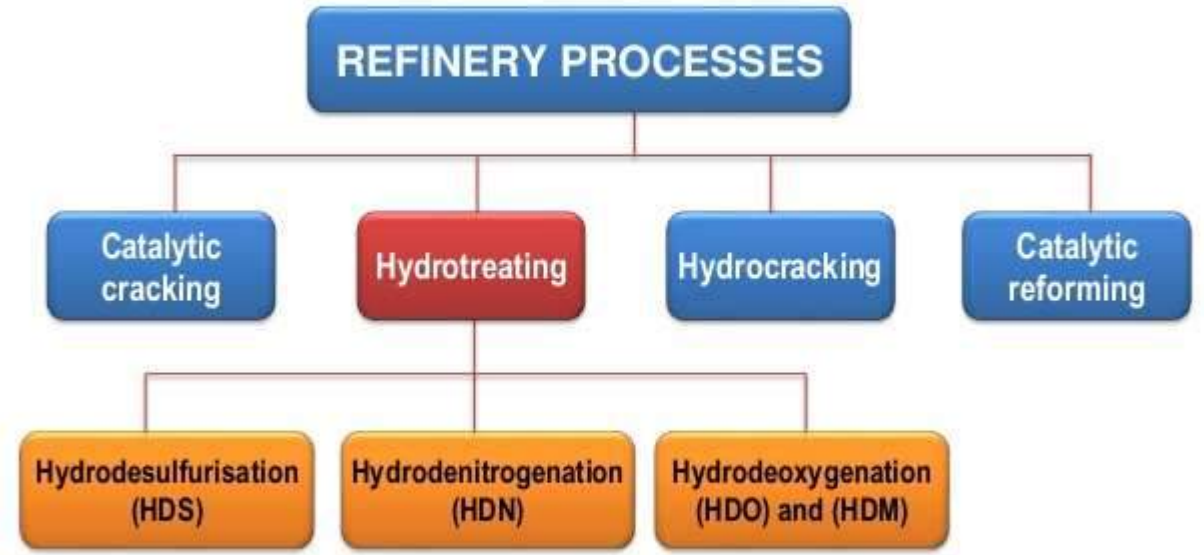 REFINERY PROCESSES
Catalytic
cracking
Hydrotreating
Hydrocracking
Catalytic
reforming
Hydrodesulfurisation
(HDS)
Hydrodenitrogenation
(HDN)
Hydrodeoxygenation
(HDO) and (HDM)